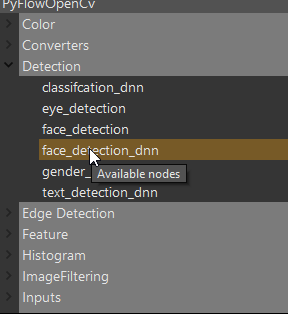 PyFlowOpenCv
Color
Converters
Detection
classifcation_dnn
eye_detection
face_detection
face_detection_dnn
gender_
Available nodes
text_detection_dnn
Edge Detection
Feature
Histogram
ImageFiltering
Inputs